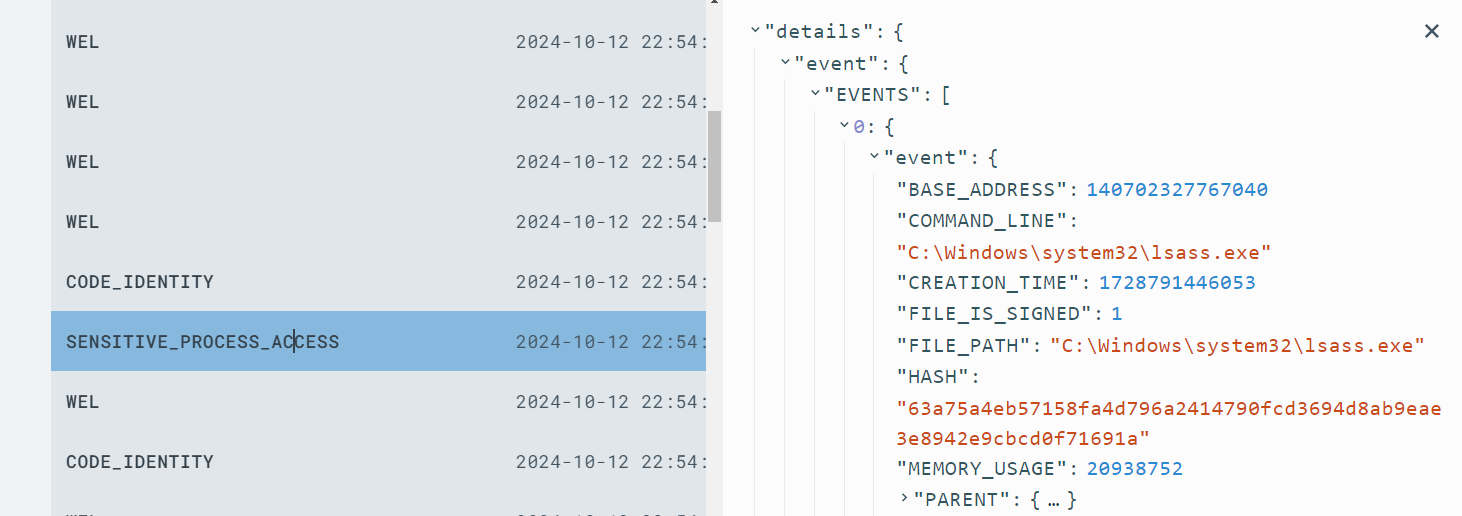 WEL 2024-10-12 22:54:
WEL 2024-10-12 22:54:
WEL 2024-10-12 22:54:
WEL 2024-10-12 22:54:
CODE_IDENTITY 2024-10-12 22:54:
SENSITIVE_PROCESS_ACCESS 2024-10-12 22:54:
WEL 2024-10-12 22:54:
CODE_IDENTITY 2024-10-12 22:54:
"details": {
"event": {
"EVENTS": [
0: {
"event": {
"BASE_ADDRESS": 140702327767040
"COMMAND_LINE":
"C:\Windows\system32\lsass.exe"
"CREATION_TIME": 1728791446053
"FILE_IS_SIGNED": 1
"FILE_PATH": "C:\Windows\system32\lsass.exe"
"HASH":
"63a75a4eb57158fa4d796a2414790fcd3694d8ab9eae
3e8942e9cbcd0f71691a"
"MEMORY_USAGE": 20938752
"PARENT": { … }